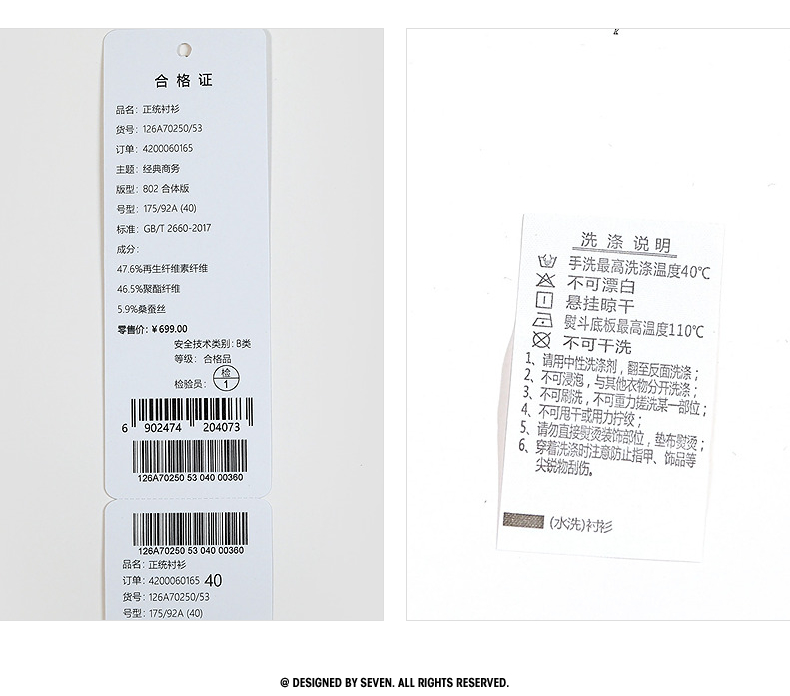 合格证
品名：正统衬衫
货号：126A70250/53
订单：4200060165
主题：经典商务
版型：802 合体版
号型：175/92A (40)
标准：GB/T 2660-2017
成分：
47.6%再生纤维素纤维
46.5%聚酯纤维
5.9%桑蚕丝
零售价：￥699.00
安全技术类别：B类
等级：合格品
检验员：检 1
6 902474 204073
126A70250 53 040 00360
126A70250 53 040 00360
品名：正统衬衫
订单：4200060165 40
货号：126A70250/53
号型：175/92A (40)
洗涤说明
手洗最高洗涤温度40℃
不可漂白
悬挂晾干
熨斗底板最高温度110℃
不可干洗
1、请用中性洗涤剂，翻至反面洗涤；
2、不可浸泡，与其他衣物分开洗涤；
3、不可刷洗，不可重力搓洗某一部位；
4、不可甩干或用力拧绞；
5、请勿直接熨烫装饰部位，垫布熨烫；
6、穿着洗涤时注意防止指甲、饰品等
尖锐物刮伤。
(水洗)衬衫
@ DESIGNED BY SEVEN. ALL RIGHTS RESERVED.